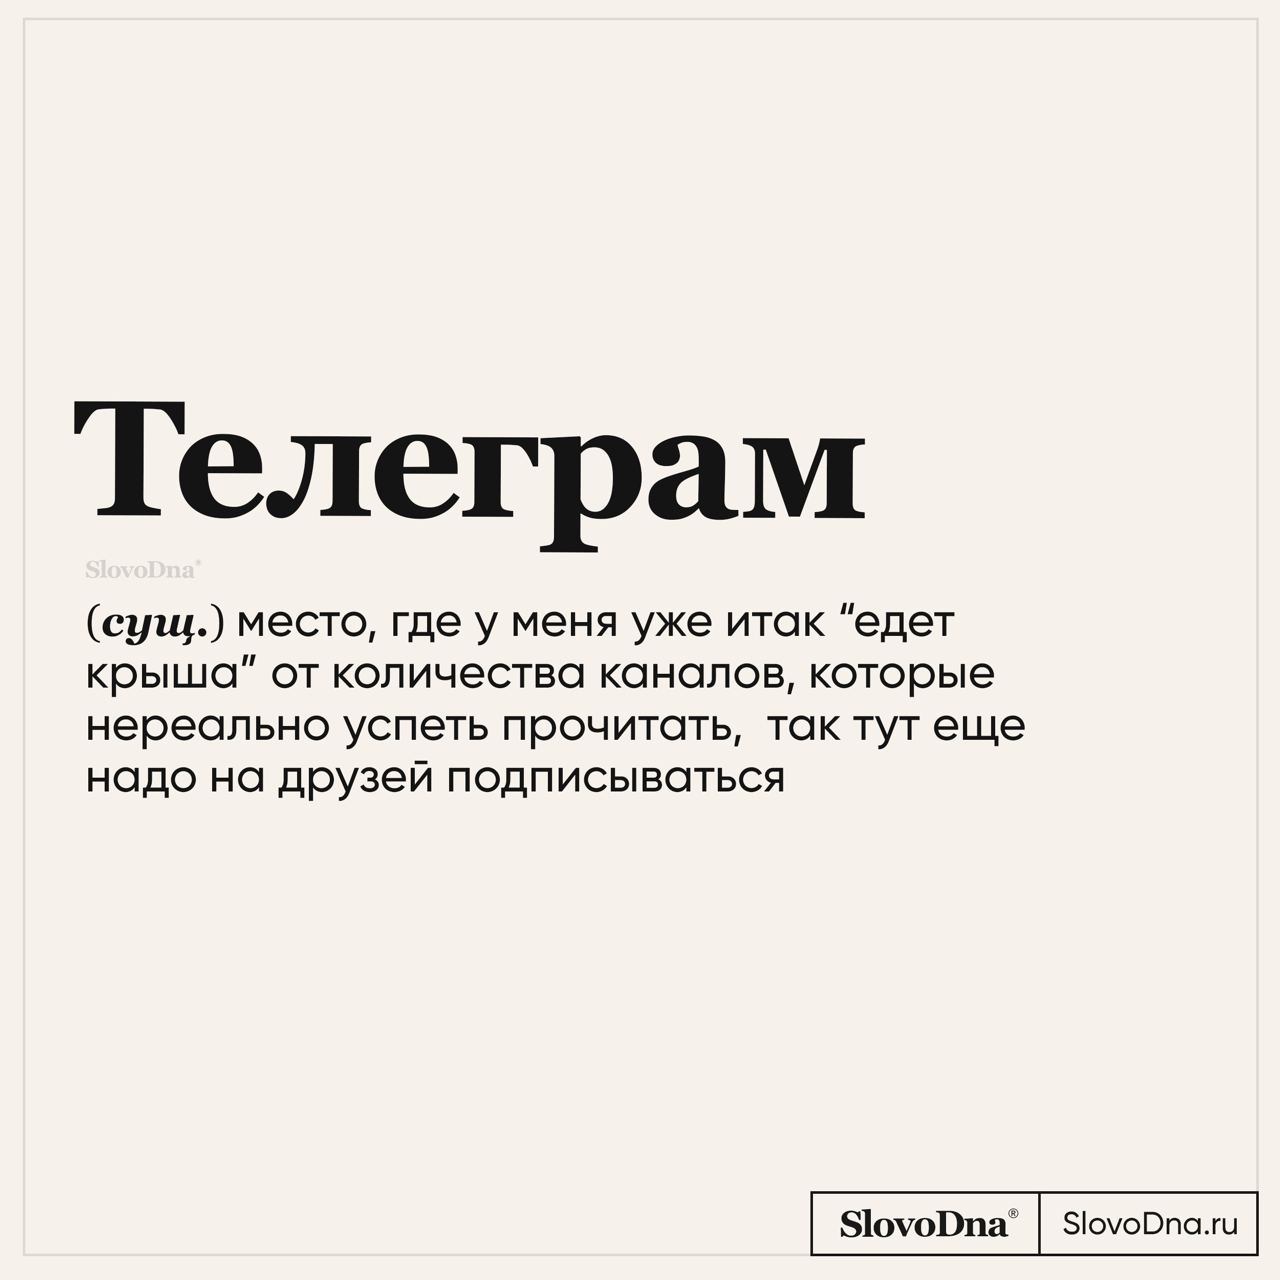 Телеграм
SlovoDna®
(сущ.) место, где у меня уже итак “едет
крыша” от количества каналов, которые
нереально успеть прочитать,  так тут еще
надо на друзей подписываться
SlovoDna®
SlovoDna.ru